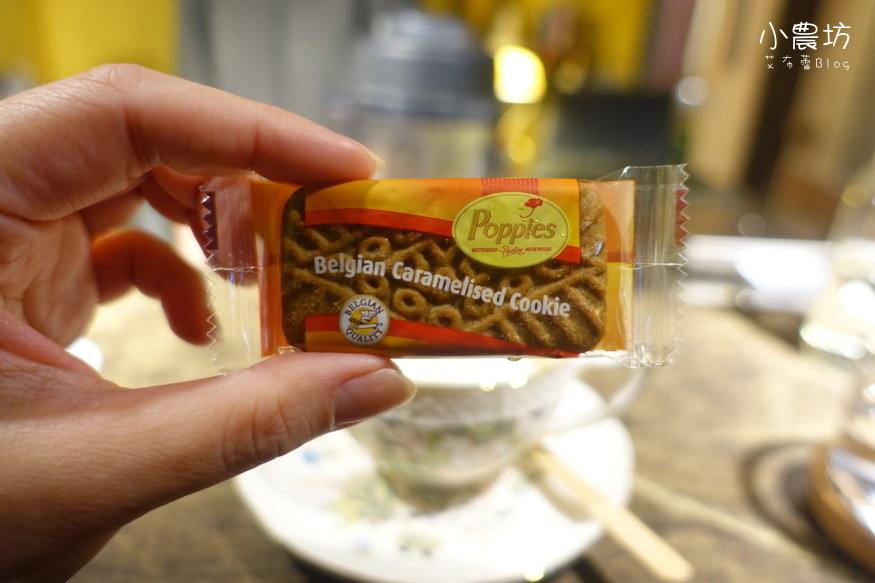 小農坊
艾布蕾Blog
Poppies
Belgian Caramelised Cookie
BELGIAN
QUALITY